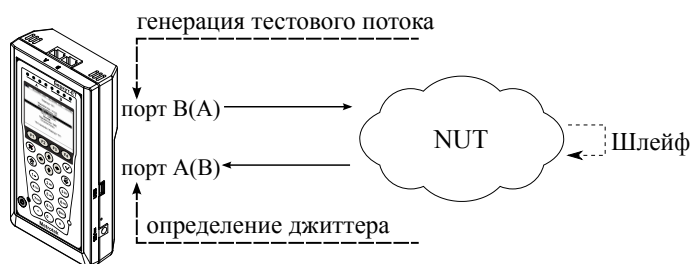 генерация тестового потока
порт B(A)
NUT
Шлейф
порт A(B)
определение джиттера